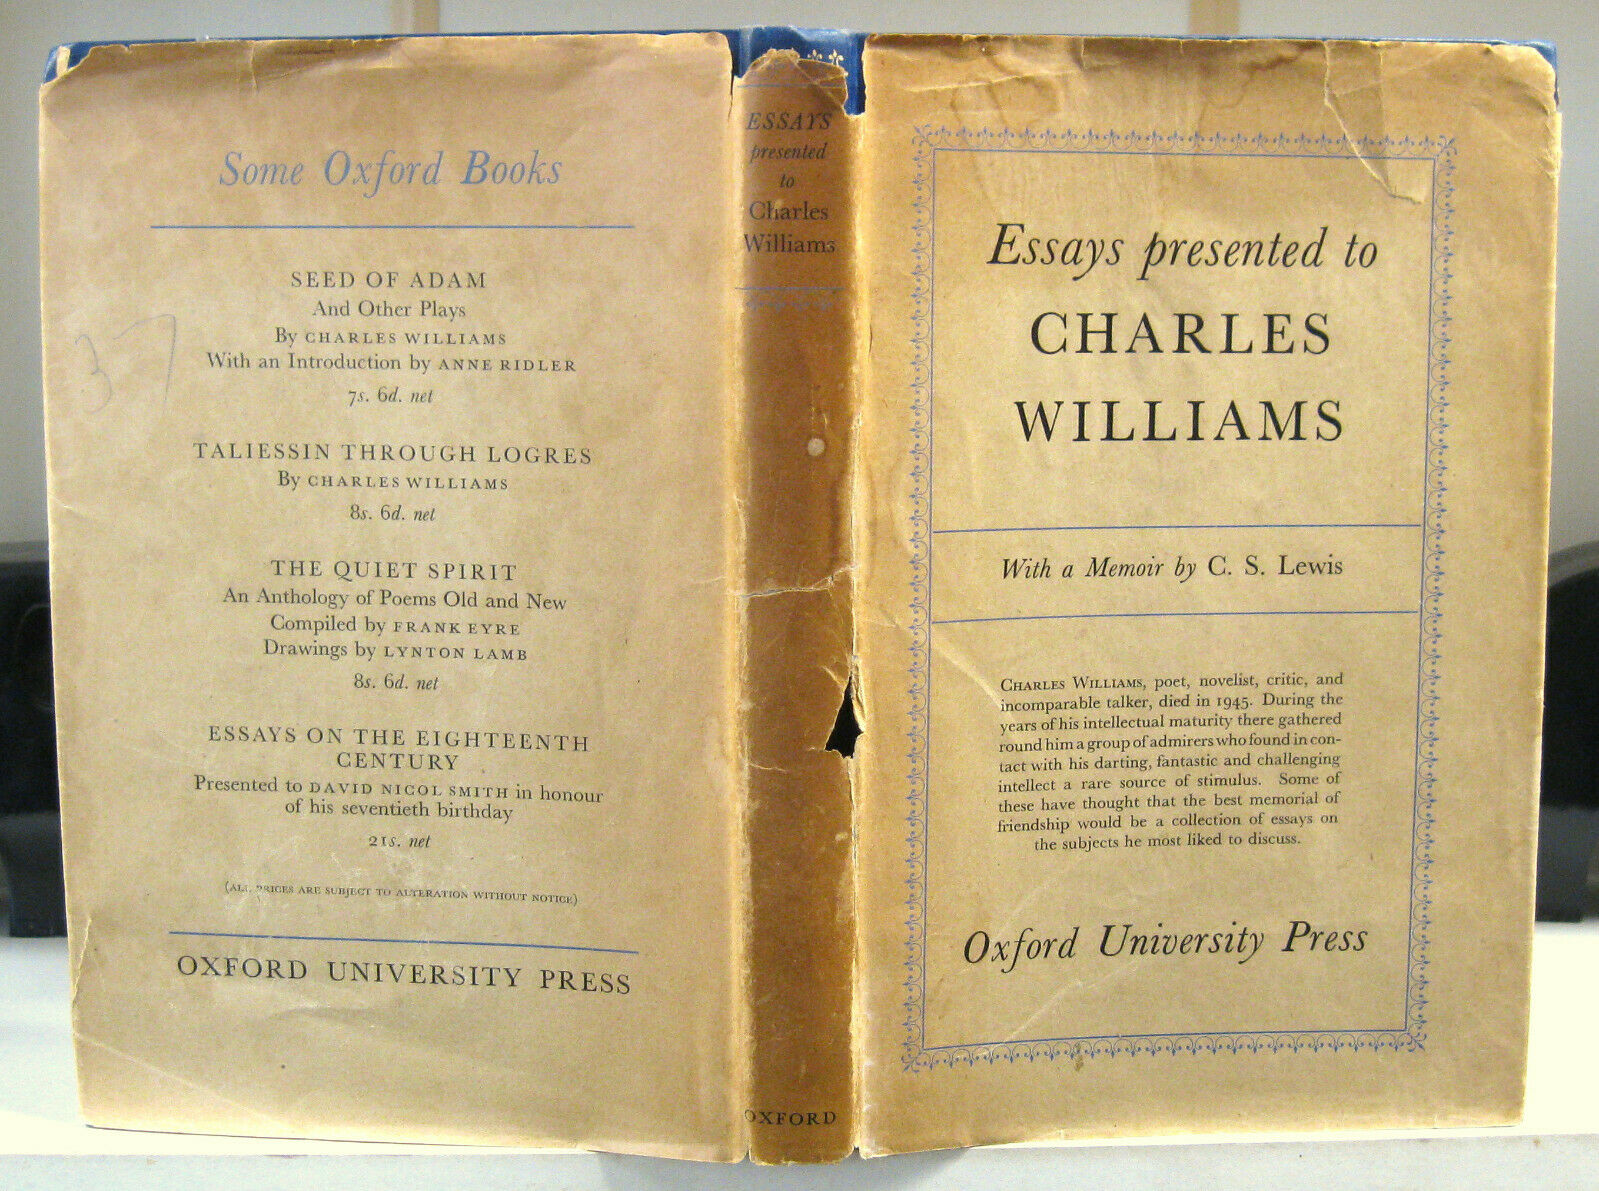 Some Oxford Books
SEED OF ADAM
And Other Plays
By CHARLES WILLIAMS
With an Introduction by ANNE RIDLER
7s. 6d. net
TALIESSIN THROUGH LOGRES
By CHARLES WILLIAMS
8s. 6d. net
THE QUIET SPIRIT
An Anthology of Poems Old and New
Compiled by FRANK EYRE
Drawings by LYNTON LAMB
8s. 6d. net
ESSAYS ON THE EIGHTEENTH
CENTURY
Presented to DAVID NICOL SMITH in honour
of his seventieth birthday
21s. net
(ALL PRICES ARE SUBJECT TO ALTERATION WITHOUT NOTICE)
OXFORD UNIVERSITY PRESS
37
ESSAYS
presented
to
Charles
Williams
OXFORD
Essays presented to
CHARLES
WILLIAMS
With a Memoir by C. S. Lewis
CHARLES WILLIAMS, poet, novelist, critic, and
incomparable talker, died in 1945. During the
years of his intellectual maturity there gathered
round him a group of admirers who found in con-
tact with his darting, fantastic and challenging
intellect a rare source of stimulus. Some of
these have thought that the best memorial of
friendship would be a collection of essays on
the subjects he most liked to discuss.
Oxford University Press